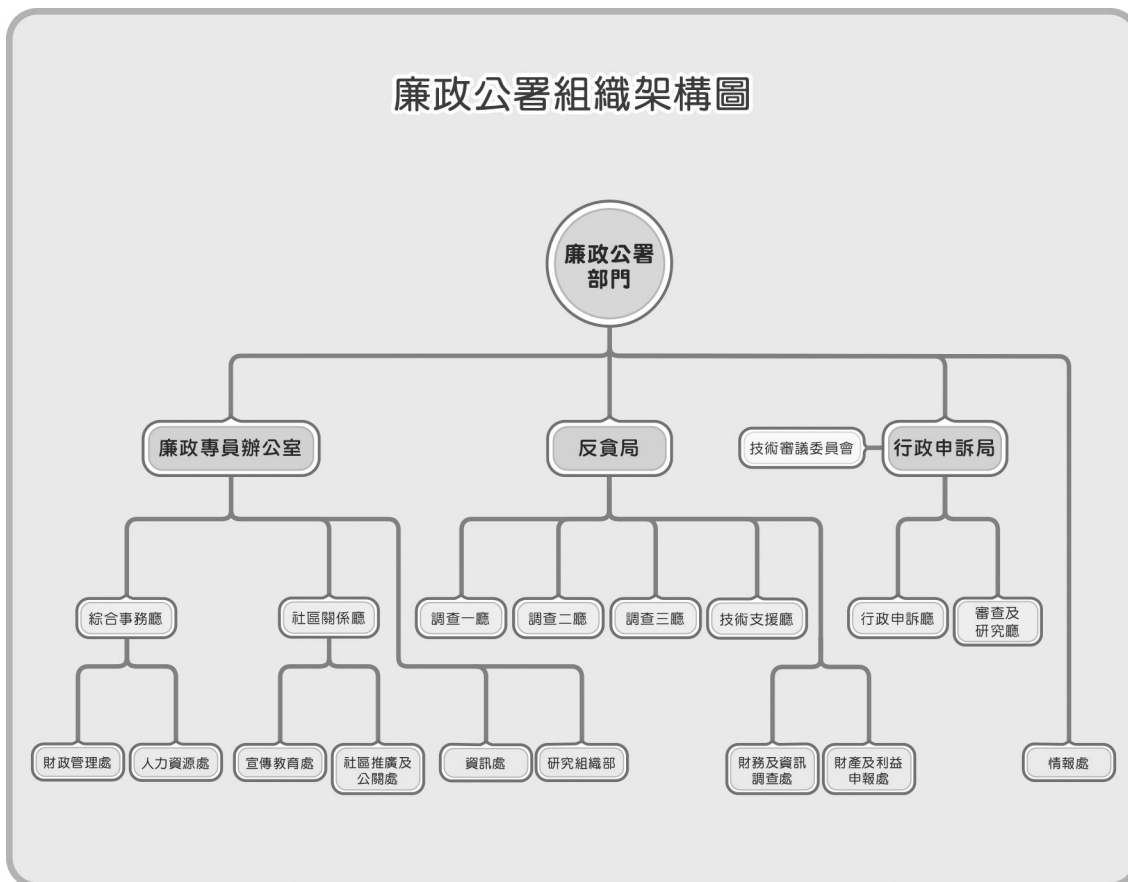 廉政公署組織架構圖
廉政公署
部門
廉政專員辦公室
反貪局
技術審議委員會
行政申訴局
綜合事務廳
社區關係廳
調查一廳
調查二廳
調查三廳
技術支援廳
行政申訴廳
審查及
研究廳
財政管理處
人力資源處
宣傳教育處
社區推廣及
公關處
資訊處
研究組織部
財務及資訊
調查處
財產及利益
申報處
情報處